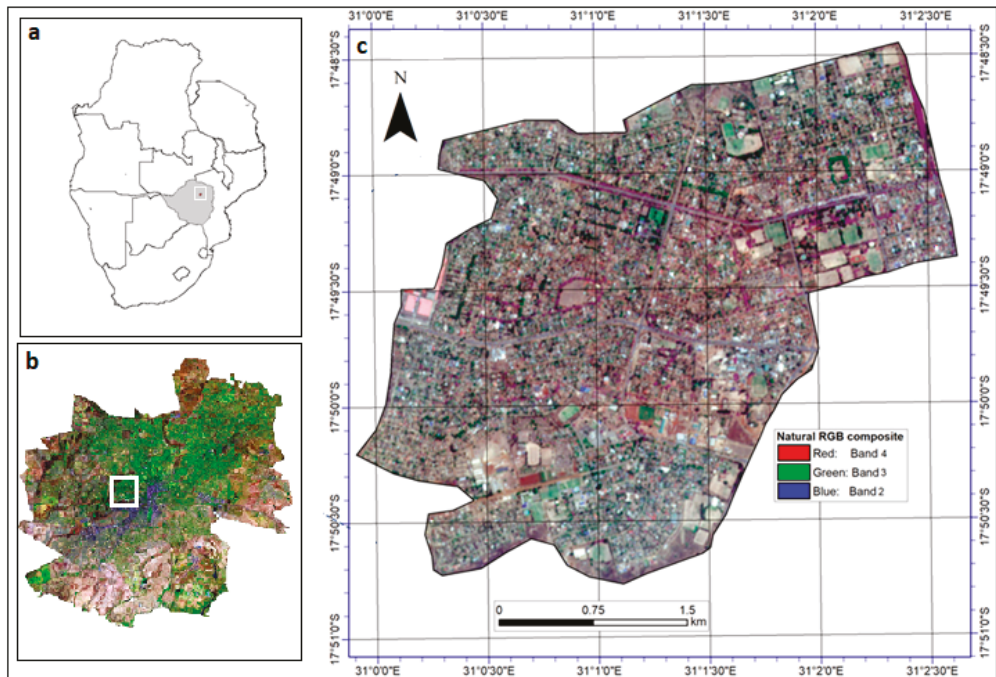 a
b
c
31°0'0"E 31°0'30"E 31°1'0"E 31°1'30"E 31°2'0"E 31°2'30"E
17°48'30"S 17°48'30"S
N
17°49'0"S 17°49'0"S
17°49'30"S 17°49'30"S
17°50'0"S 17°50'0"S
Natural RGB composite
Red: Band 4
Green: Band 3
Blue: Band 2
17°50'30"S 17°50'30"S
0 0.75 1.5
km
17°51'0"S 17°51'0"S
31°0'0"E 31°0'30"E 31°1'0"E 31°1'30"E 31°2'0"E 31°2'30"E